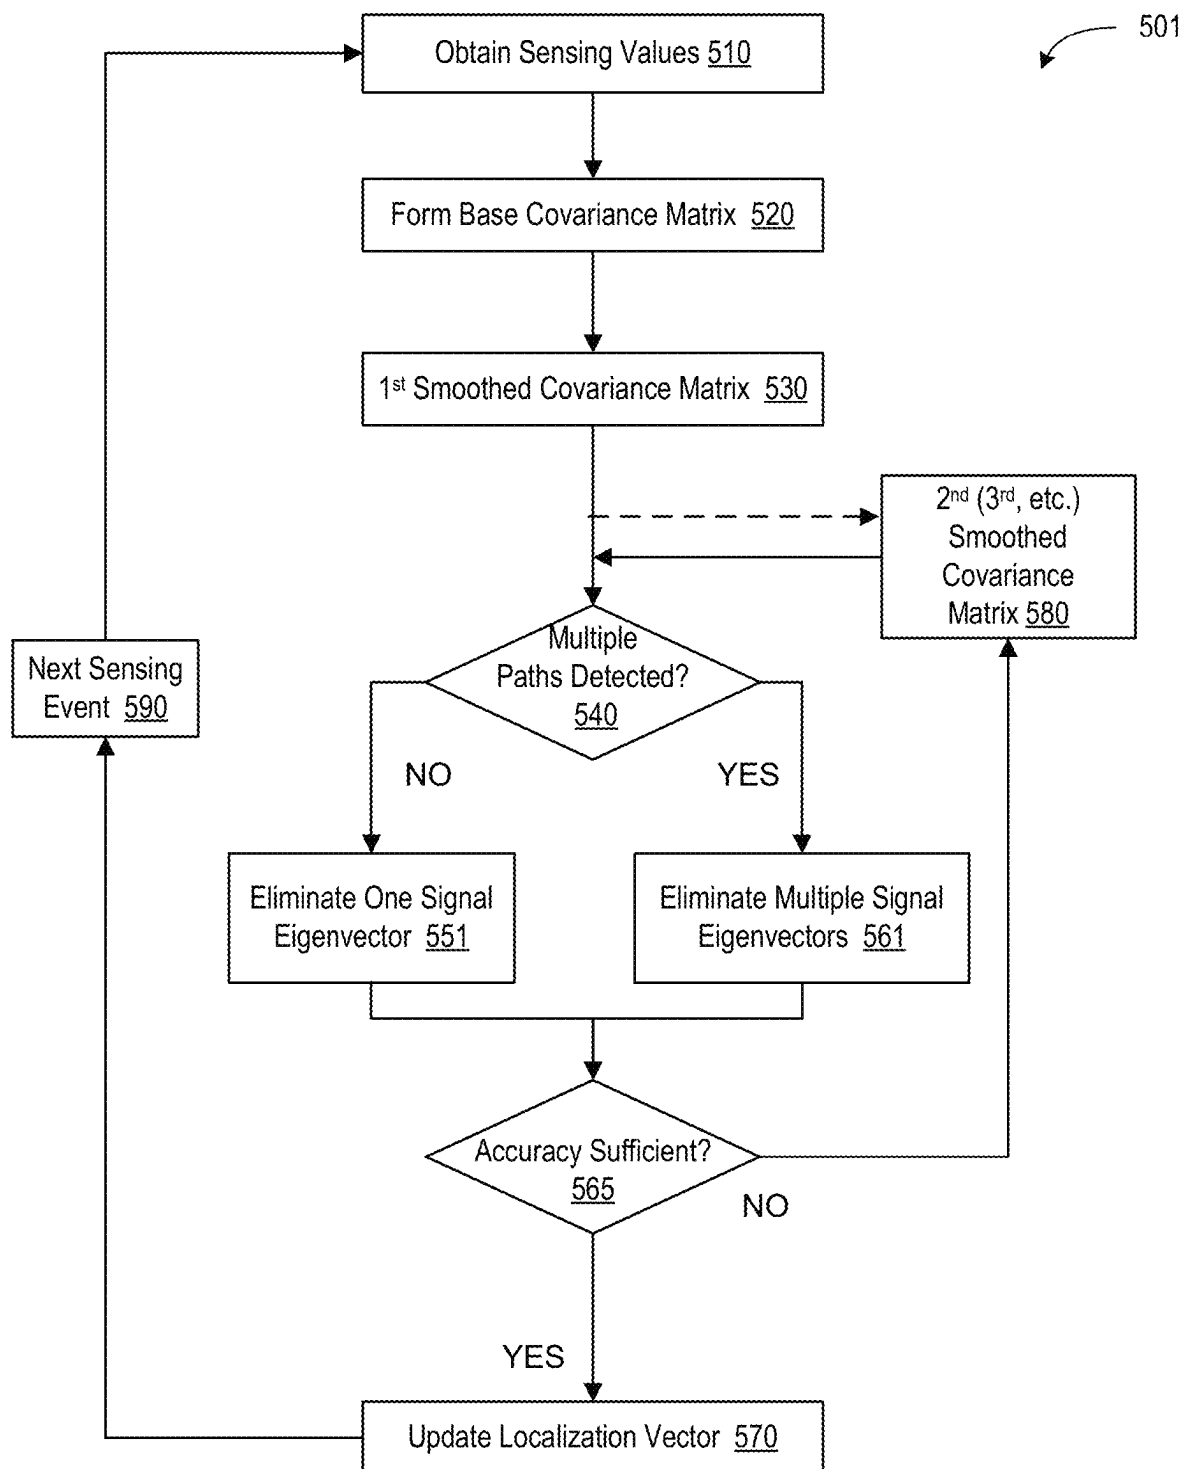 501
Obtain Sensing Values 510
Form Base Covariance Matrix 520
1st Smoothed Covariance Matrix 530
2nd (3rd, etc.)
Smoothed
Covariance
Matrix 580
Multiple
Paths Detected?
540
Next Sensing
Event 590
NO
YES
Eliminate One Signal
Eigenvector 551
Eliminate Multiple Signal
Eigenvectors 561
Accuracy Sufficient?
565
NO
YES
Update Localization Vector 570